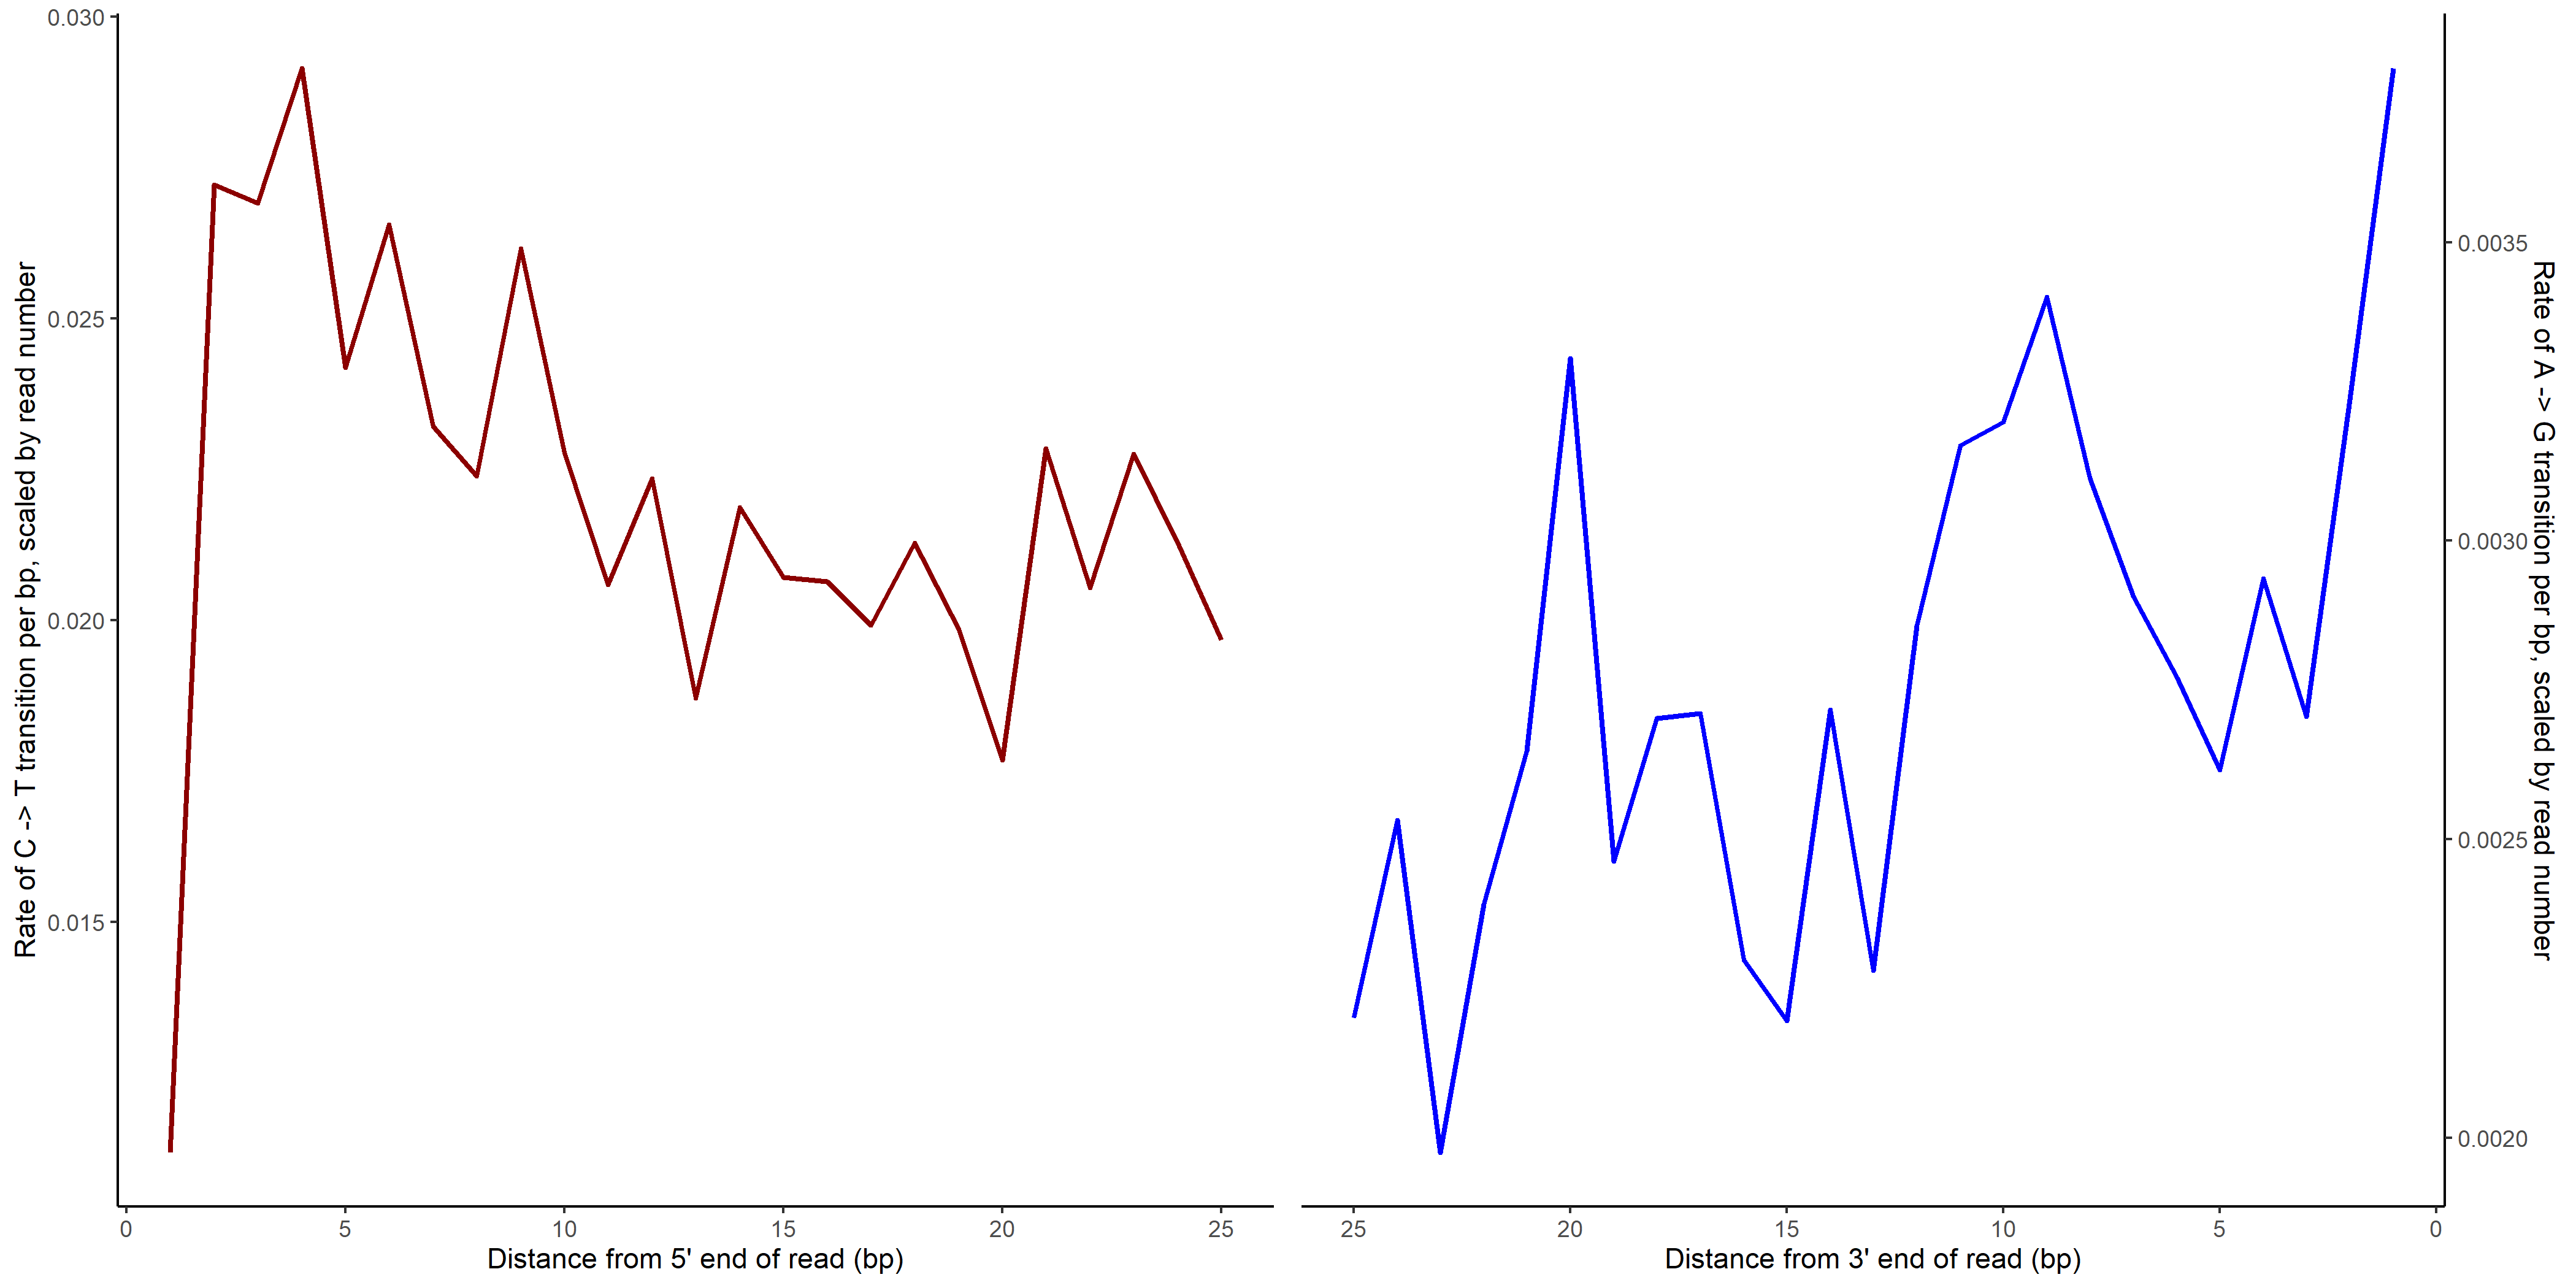 Rate of C -> T transition per bp, scaled by read number
0.030
0.025
0.020
0.015
0 5 10 15 20 25
Distance from 5' end of read (bp)
25 20 15 10 5 0
Distance from 3' end of read (bp)
0.0035
0.0030
0.0025
0.0020
Rate of A -> G transition per bp, scaled by read number